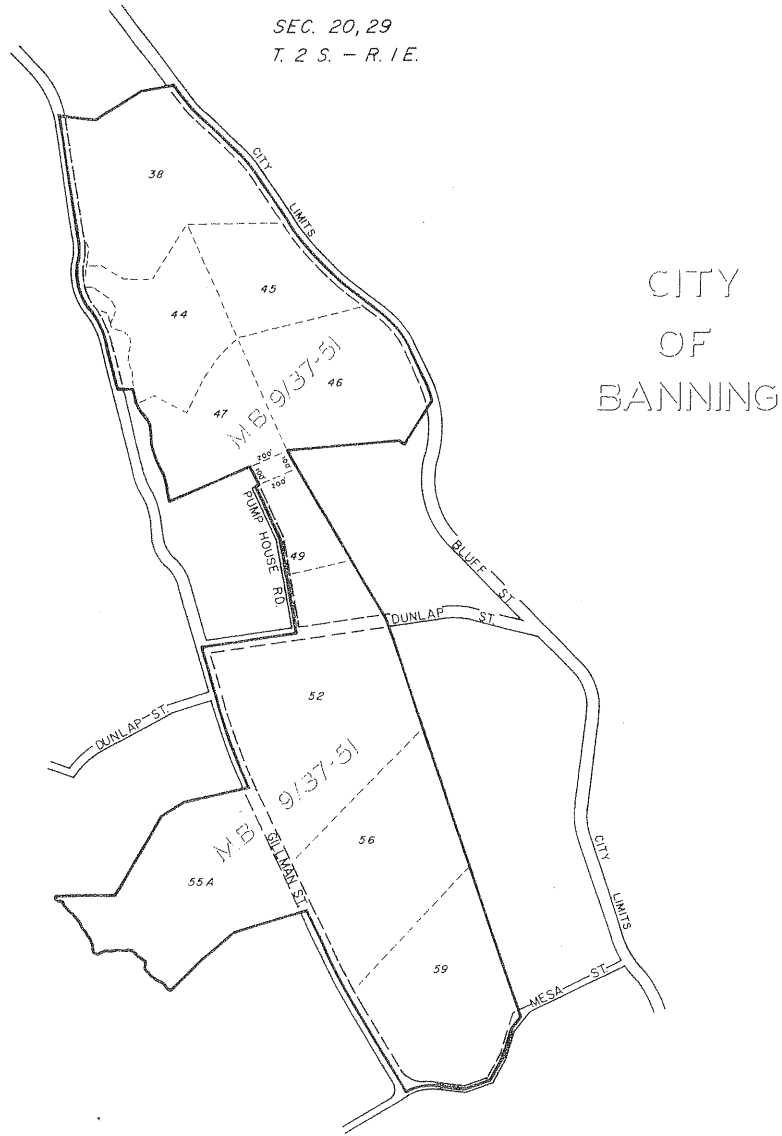 SEC. 20, 29
T. 2 S. - R. 1 E.
CITY
LIMITS
38
45
44
CITY
OF
BANNING
M B 9/37-51
46
47
200'
100'
100'
200'
PUMP HOUSE RD.
49
BLUFF ST.
DUNLAP ST.
52
DUNLAP ST.
M B 9/37-51
56
GILLMAN ST.
CITY
LIMITS
55A
59
MESA ST.